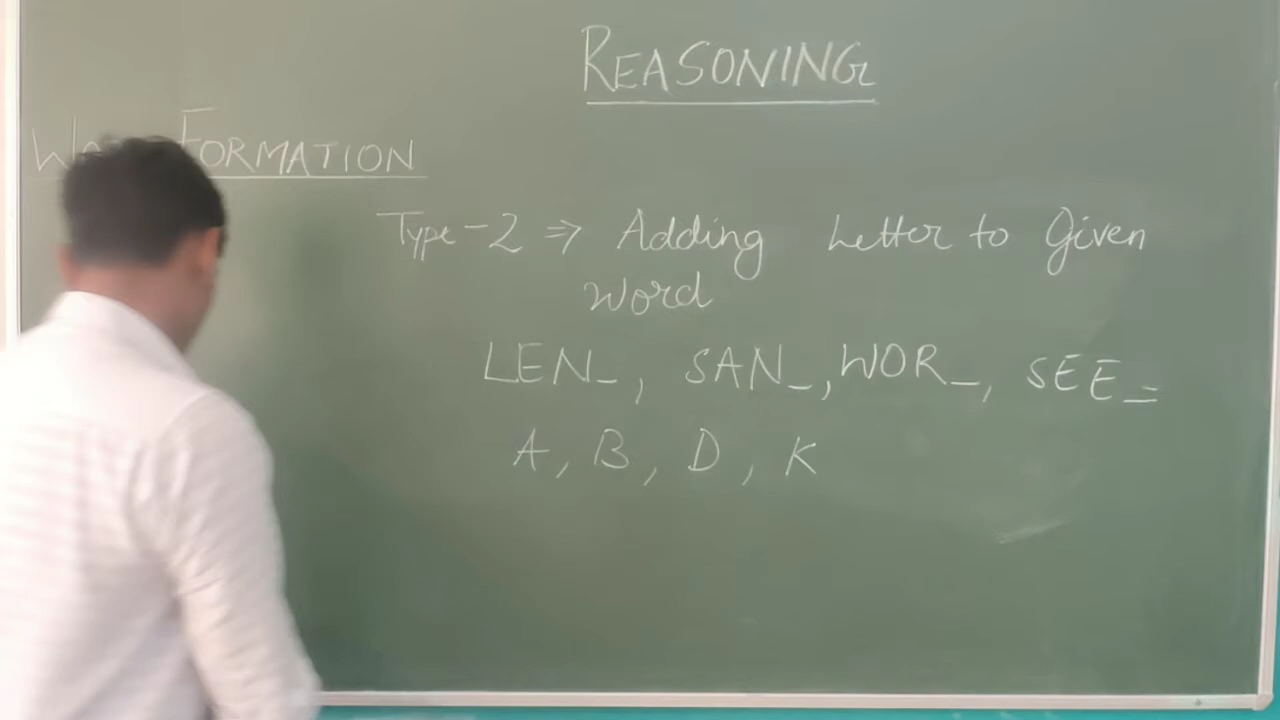 REASONING
FORMATION
Type-2 ⇒ Adding Letter to Given
Word
LEN_, SAN_, WOR_, SEE_
A, B, D, K